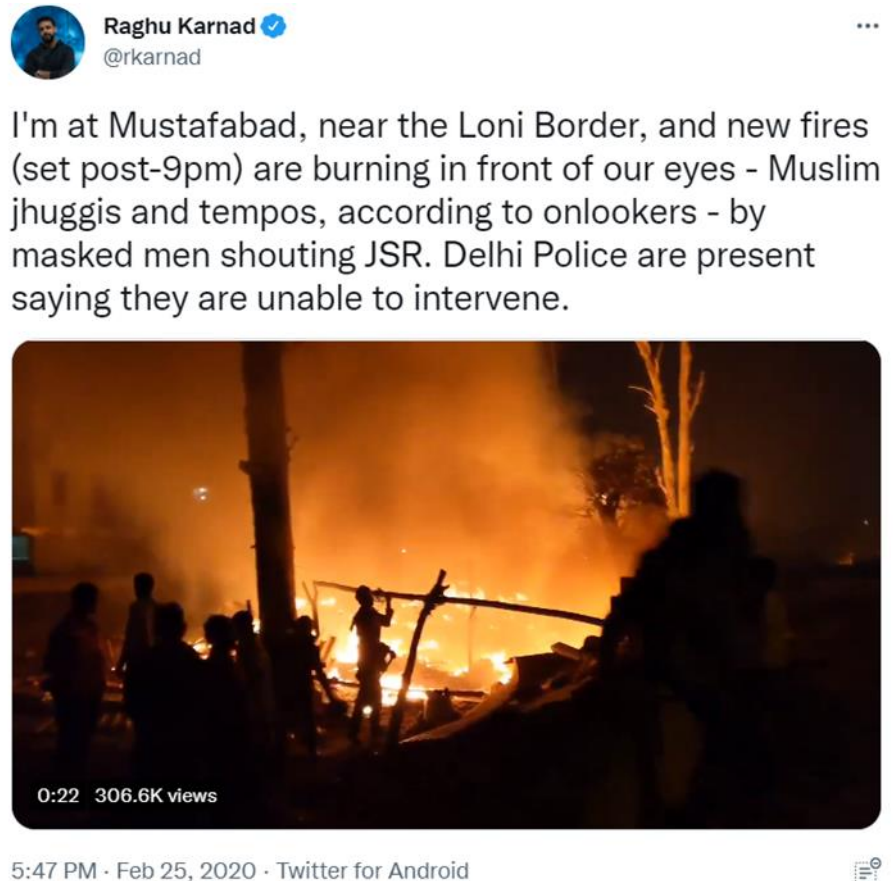 Raghu Karnad
@rkarnad
I'm at Mustafabad, near the Loni Border, and new fires
(set post-9pm) are burning in front of our eyes - Muslim
jhuggis and tempos, according to onlookers - by
masked men shouting JSR. Delhi Police are present
saying they are unable to intervene.
0:22 306.6K views
5:47 PM · Feb 25, 2020 · Twitter for Android